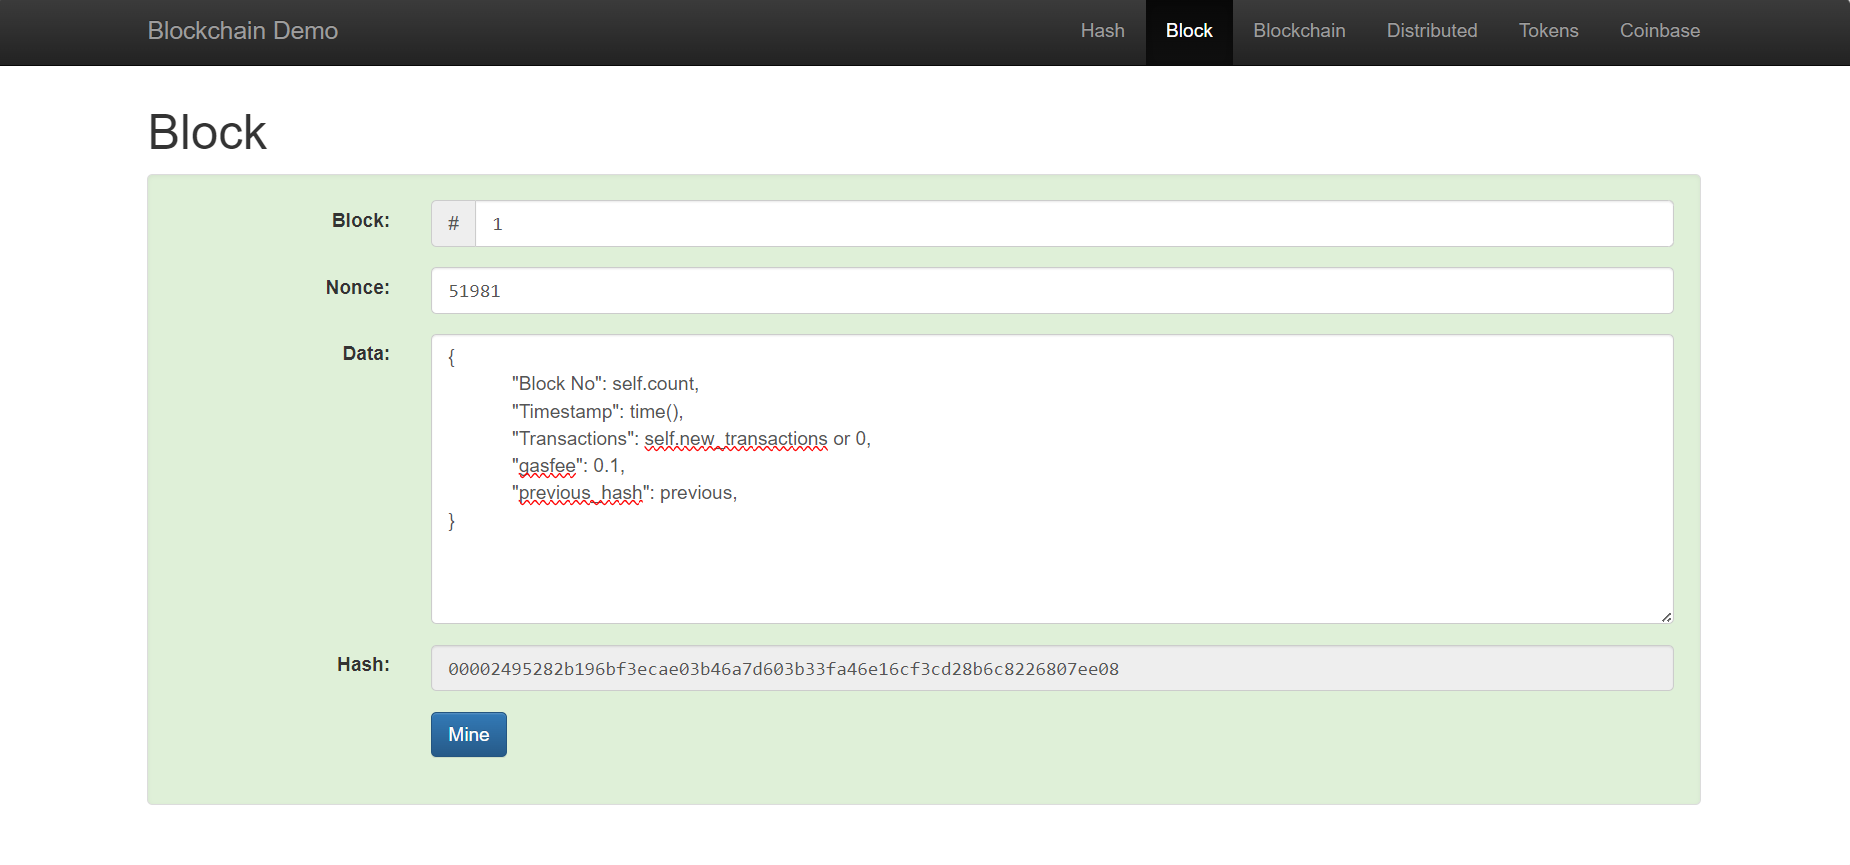 Blockchain Demo
Hash Block Blockchain Distributed Tokens Coinbase
Block
Block: # 1
Nonce: 51981
Data: {
"Block No": self.count,
"Timestamp": time(),
"Transactions": self.new_transactions or 0,
"gasfee": 0.1,
"previous_hash": previous,
}
Hash: 00002495282b196bf3ecae03b46a7d603b33fa46e16cf3cd28b6c8226807ee08
Mine